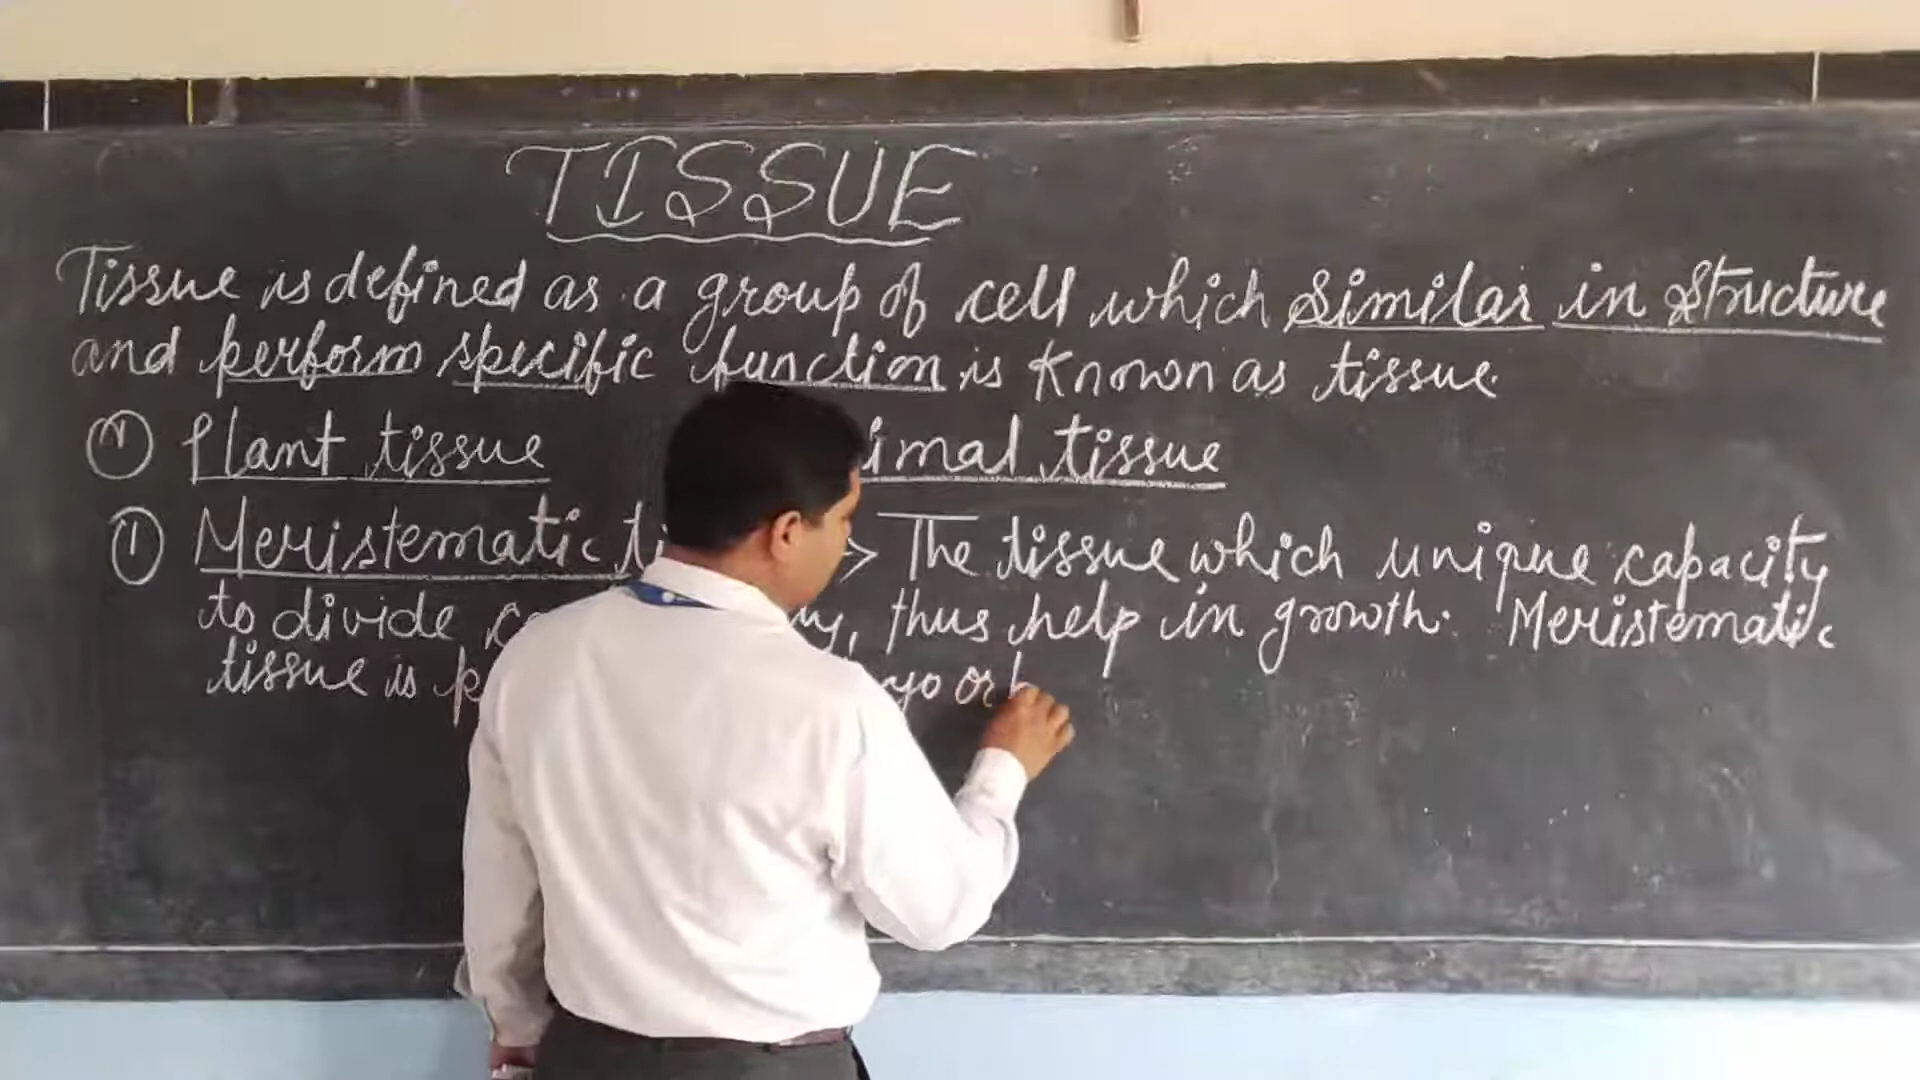 TISSUE
Tissue is defined as a group of cell which similar in structure
and perform specific function is known as tissue.
① Plant tissue imal tissue
① Meristematic ti > The tissue which unique capacity
to divide , thus help in growth. Meristematic
tissue is yo or